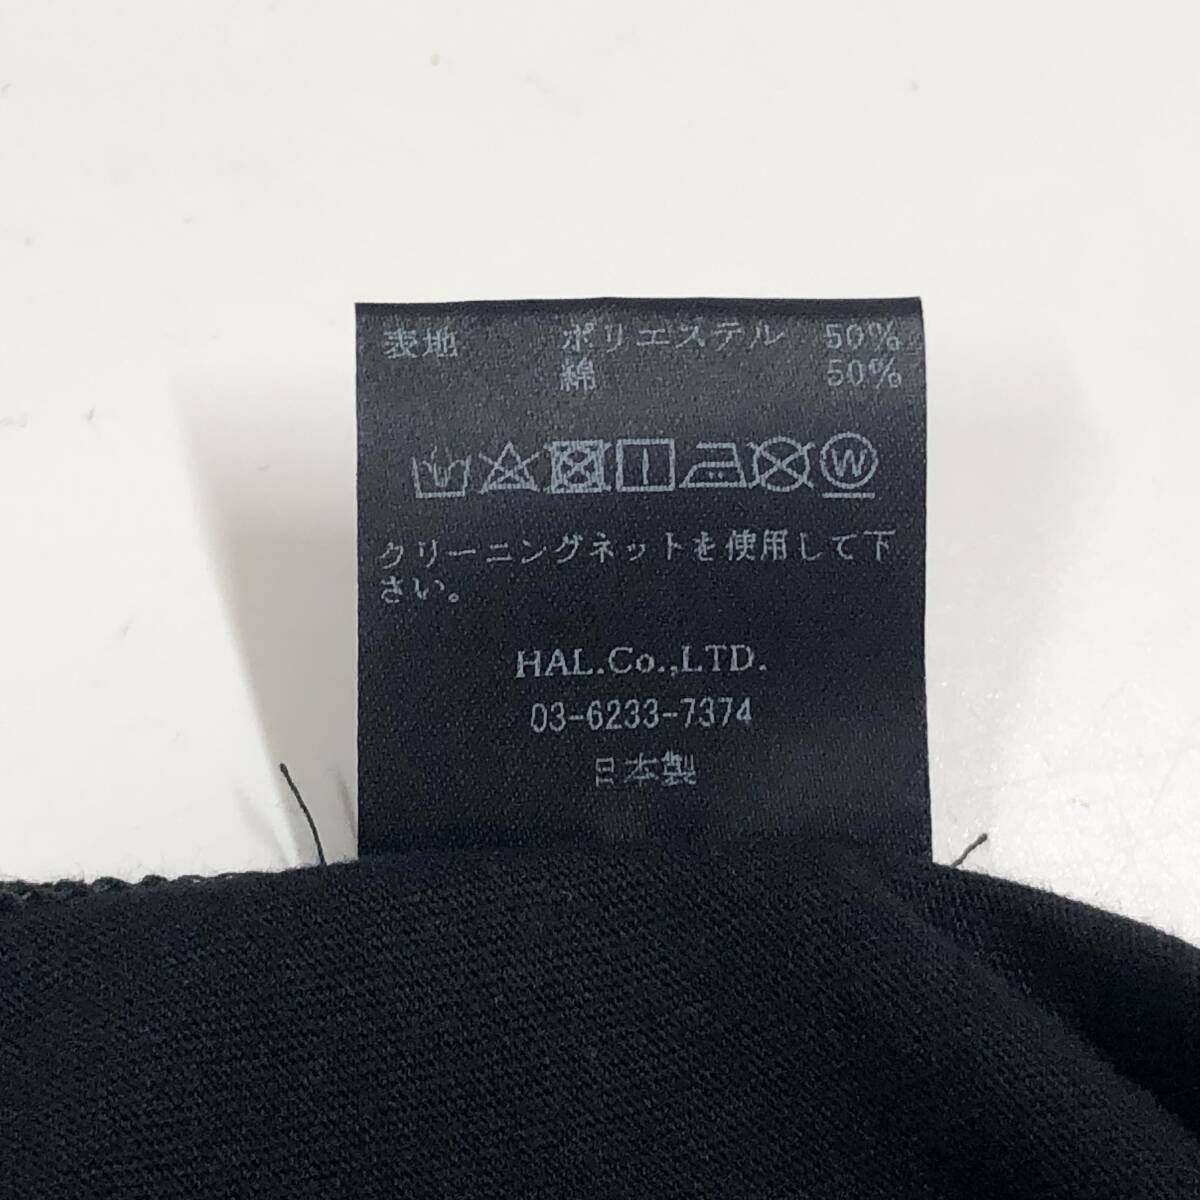 表地 ポリエステル 50%
綿 50%
W
クリーニングネットを使用して下
さい。
HAL.Co.,LTD.
03-6233-7374
日本製